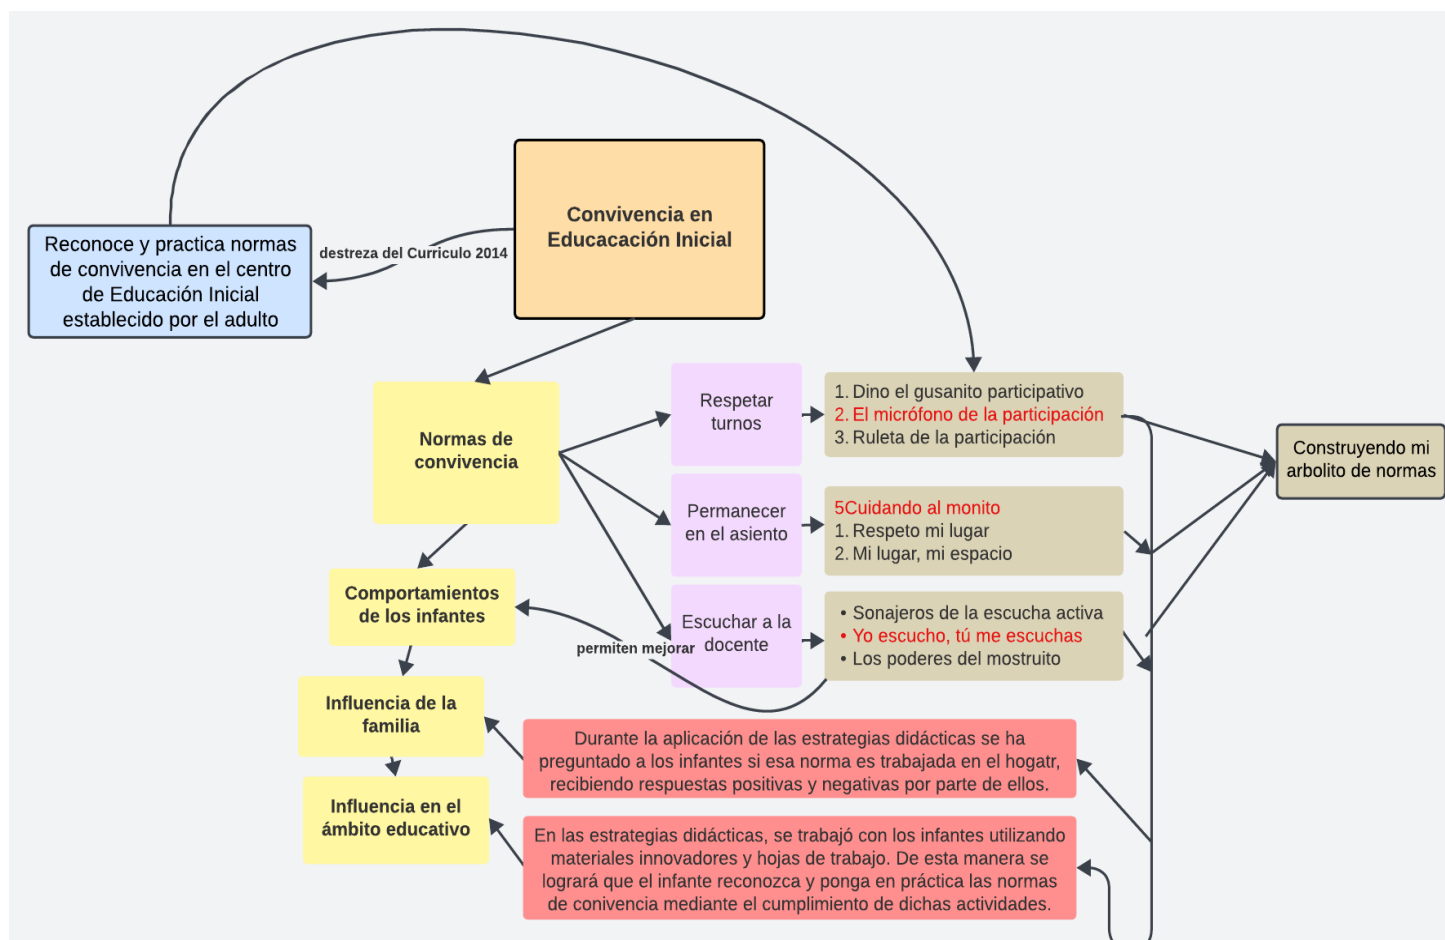 Convivencia en
Educacación Inicial
destreza del Curriculo 2014
Reconoce y practica normas
de convivencia en el centro
de Educación Inicial
establecido por el adulto
Normas de
convivencia
Respetar
turnos
1. Dino el gusanito participativo
2. El micrófono de la participación
3. Ruleta de la participación
Construyendo mi
arbolito de normas
Permanecer
en el asiento
5Cuidando al monito
1. Respeto mi lugar
2. Mi lugar, mi espacio
Comportamientos
de los infantes
Escuchar a la
docente
permiten mejorar
• Sonajeros de la escucha activa
• Yo escucho, tú me escuchas
• Los poderes del mostruito
Influencia de la
familia
Durante la aplicación de las estrategias didácticas se ha
preguntado a los infantes si esa norma es trabajada en el hogatr,
recibiendo respuestas positivas y negativas por parte de ellos.
Influencia en el
ámbito educativo
En las estrategias didácticas, se trabajó con los infantes utilizando
materiales innovadores y hojas de trabajo. De esta manera se
logrará que el infante reconozca y ponga en práctica las normas
de conivencia mediante el cumplimiento de dichas actividades.